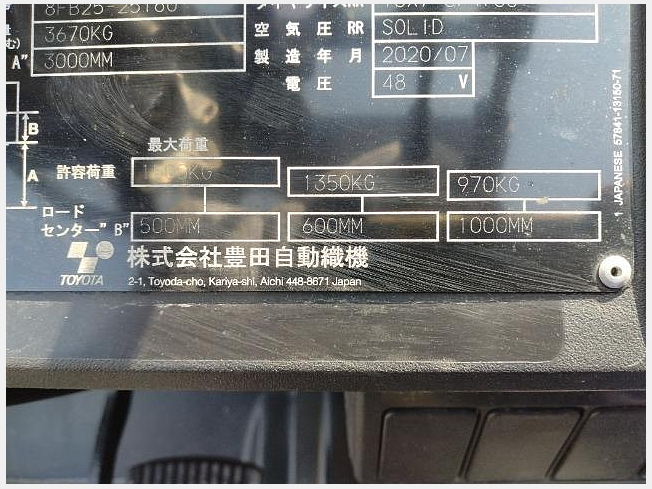 8FB25-25160
3670KG
A" 3000MM
空気圧 RR SOLID
製造年月 2020/07
電圧 48 V
最大荷重
許容荷重 1350KG 970KG
ロード
センター"B" 500MM 600MM 1000MM
B
A
TOYOTA 株式会社豊田自動織機
2-1, Toyoda-cho, Kariya-shi, Aichi 448-8671 Japan
1 JAPANESE 57841-13150-71